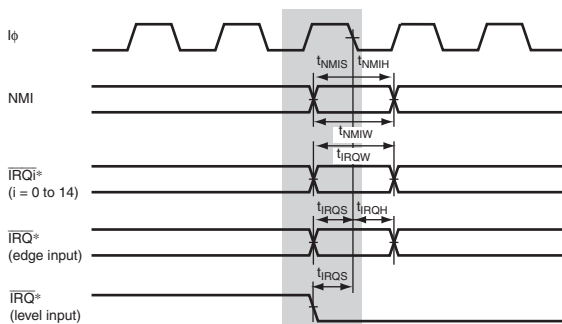 Iϕ
tNMIS tNMIH
NMI
tNMIW
tIRQW
IRQi*
(i = 0 to 14)
tIRQS tIRQH
IRQ*
(edge input)
tIRQS
IRQ*
(level input)